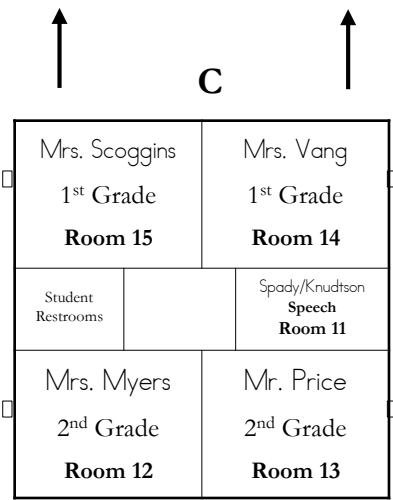 C
Mrs. Scoggins
1st Grade
Room 15
Mrs. Vang
1st Grade
Room 14
Student
Restrooms
Spady/Knudtson
Speech
Room 11
Mrs. Myers
2nd Grade
Room 12
Mr. Price
2nd Grade
Room 13